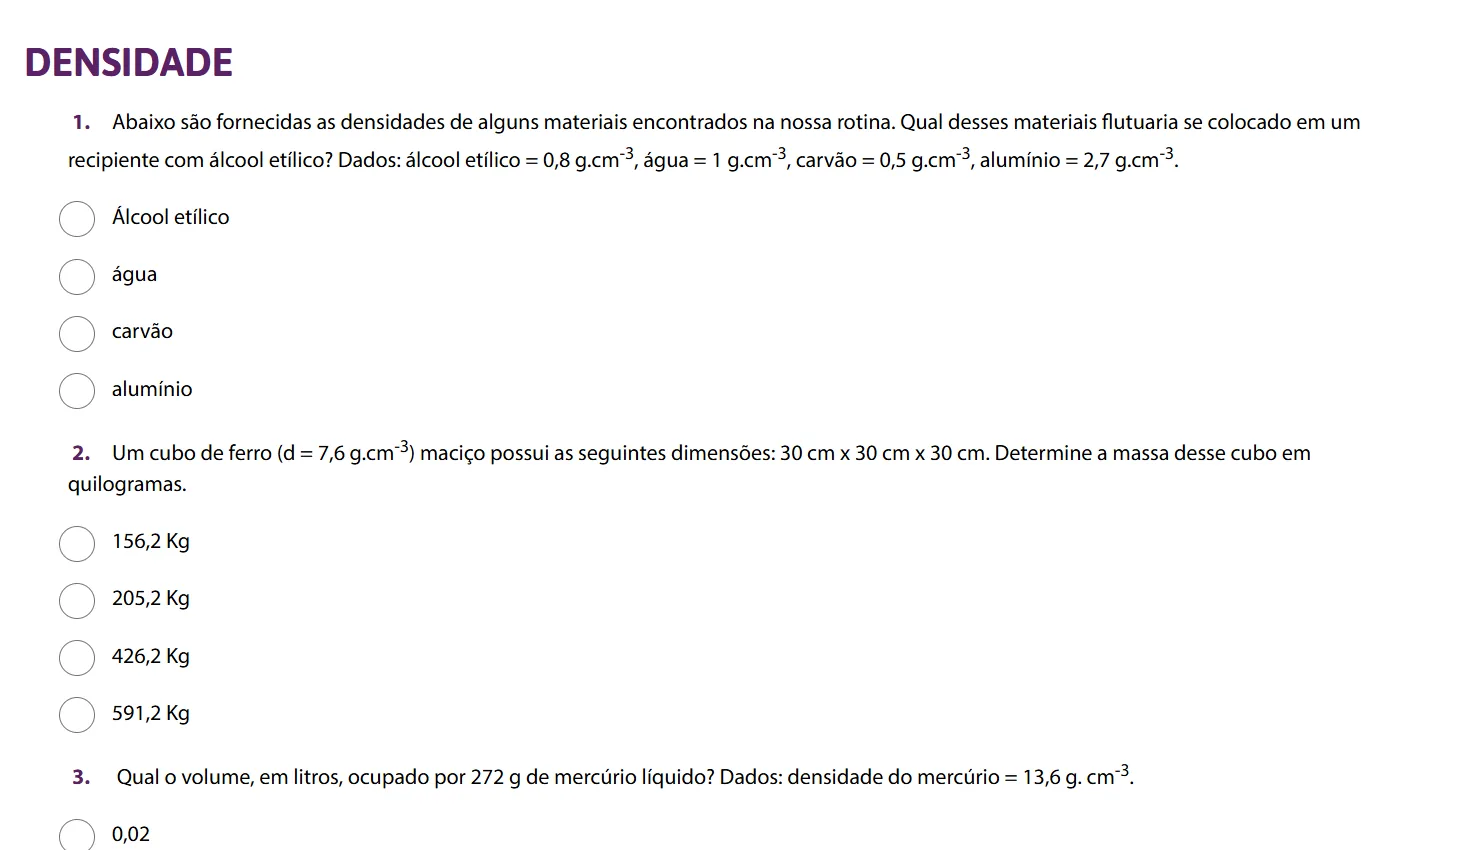 DENSIDADE
1. Abaixo são fornecidas as densidades de alguns materiais encontrados na nossa rotina. Qual desses materiais flutuaria se colocado em um
recipiente com álcool etílico? Dados: álcool etílico = 0,8 g.cm⁻³, água = 1 g.cm⁻³, carvão = 0,5 g.cm⁻³, alumínio = 2,7 g.cm⁻³.
Álcool etílico
água
carvão
alumínio
2. Um cubo de ferro (d = 7,6 g.cm⁻³) maciço possui as seguintes dimensões: 30 cm x 30 cm x 30 cm. Determine a massa desse cubo em
quilogramas.
156,2 Kg
205,2 Kg
426,2 Kg
591,2 Kg
3. Qual o volume, em litros, ocupado por 272 g de mercúrio líquido? Dados: densidade do mercúrio = 13,6 g. cm⁻³.
0,02